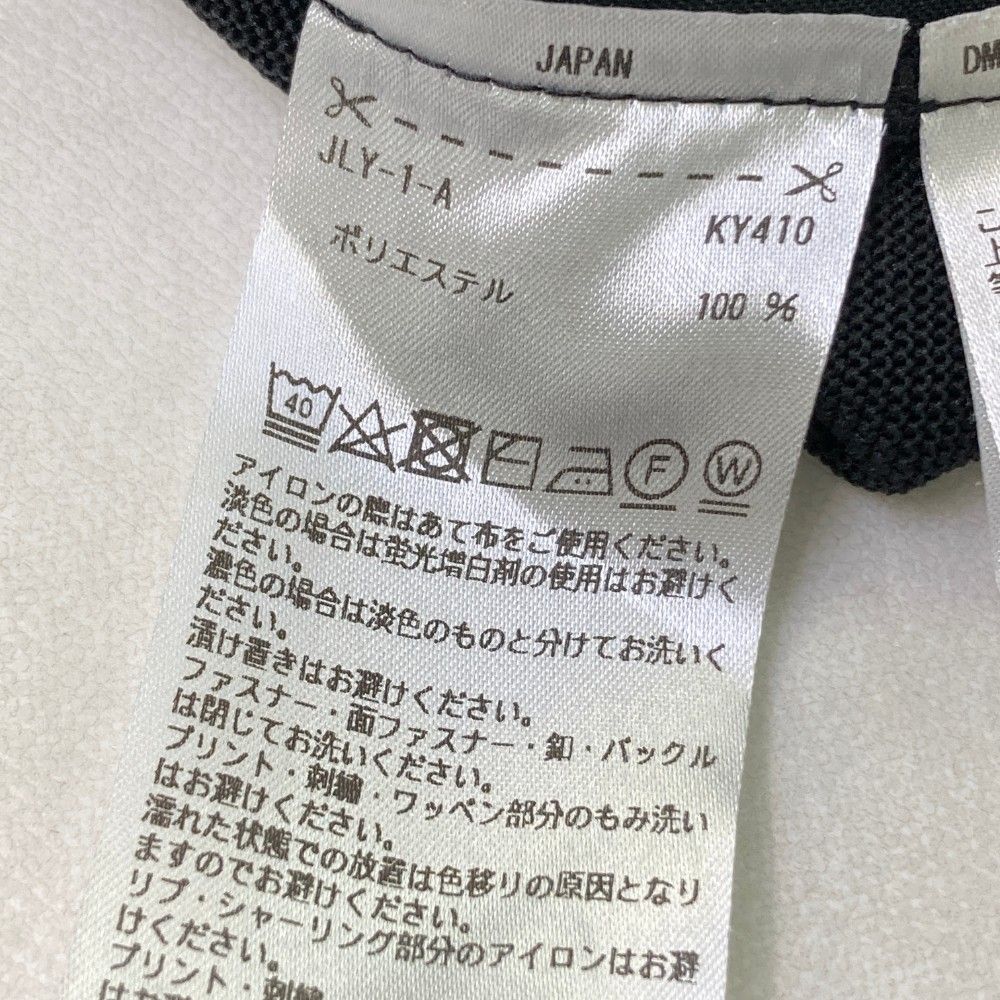 JAPAN
DM
JLY-1-A
KY410
ポリエステル 100 %
40
F
W
アイロンの際はあて布をご使用ください。
淡色の場合は蛍光増白剤の使用はお避けく
ださい。
濃色の場合は淡色のものと分けてお洗いく
ださい。
漬け置きはお避けください。
ファスナー・面ファスナー・釦・バックル
は閉じてお洗いください。
プリント・刺繍・ワッペン部分のもみ洗い
はお避けください。
濡れた状態での放置は色移りの原因となり
ますのでお避けください。
リブ・シャーリング部分のアイロンはお避
けください。
プリント・刺繍
はお避